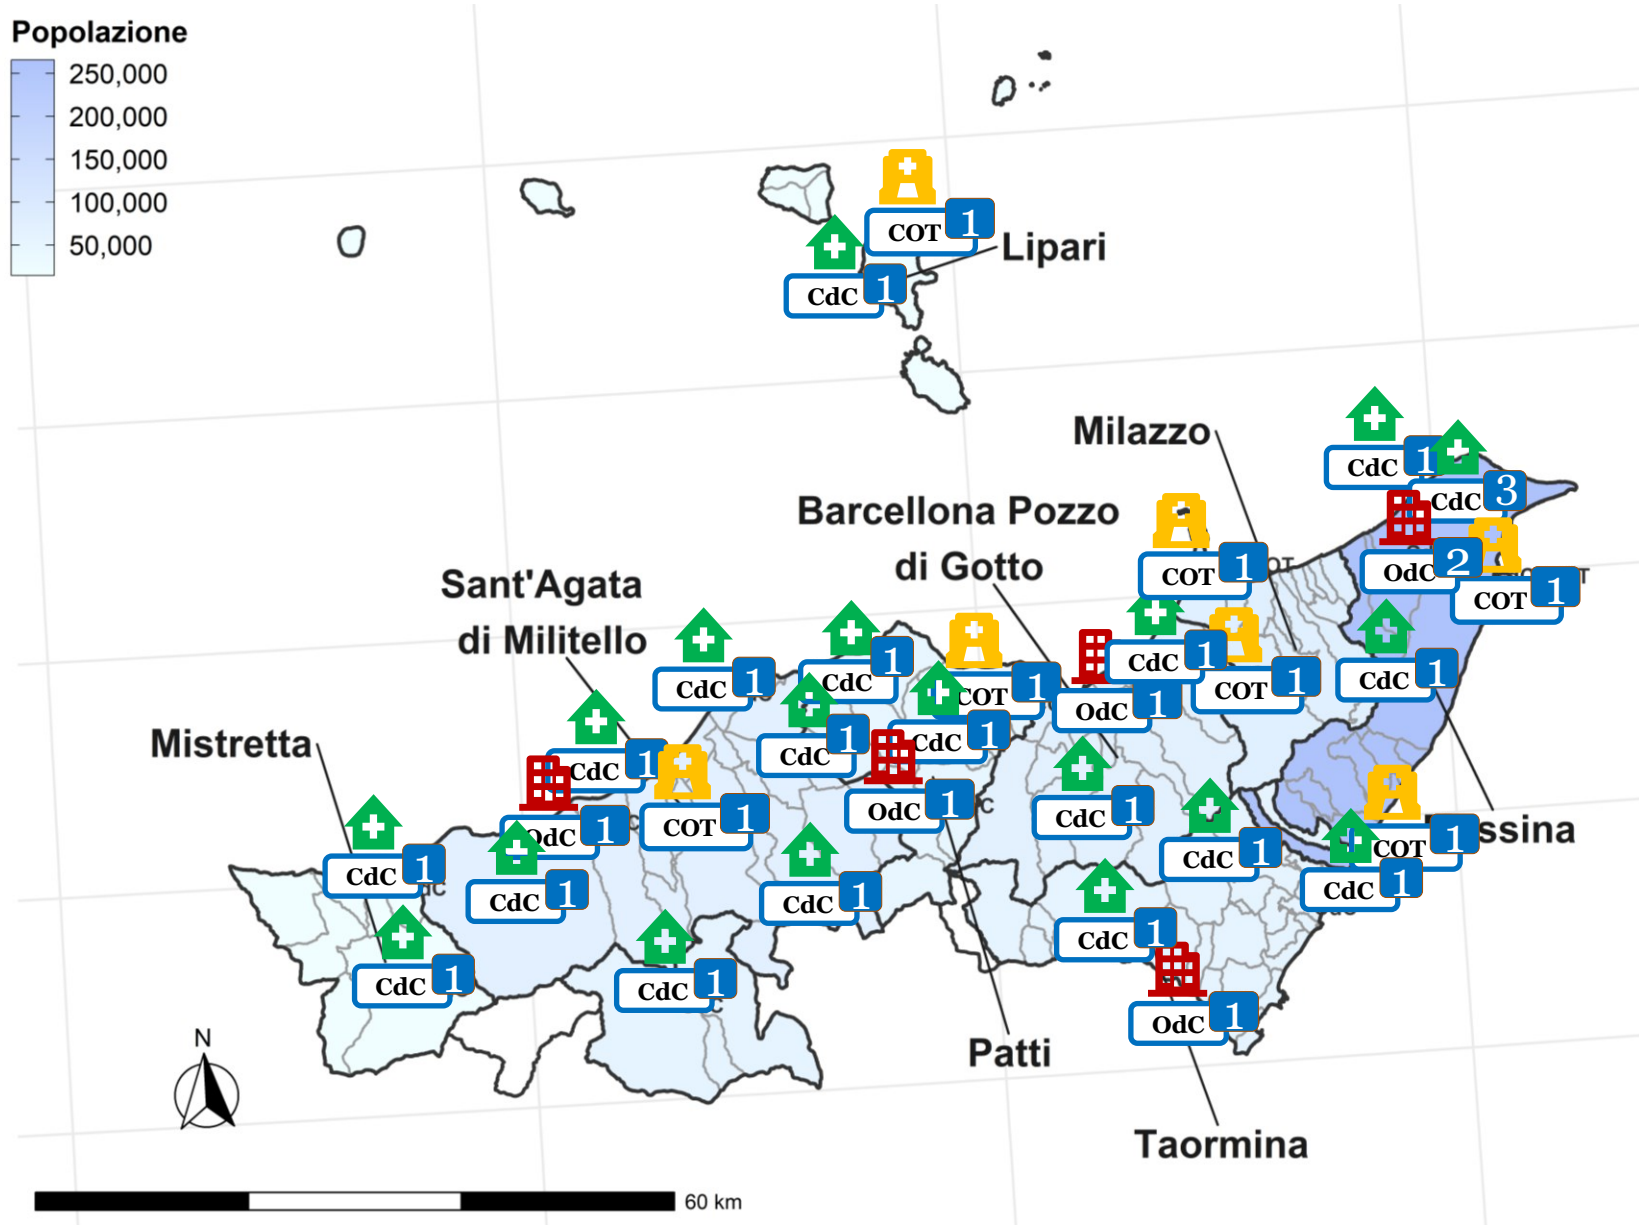 Popolazione
250,000
200,000
150,000
100,000
50,000
COT 1
CdC 1
Lipari
Milazzo
CdC 1
CdC 3
Barcellona Pozzo
di Gotto
OdC 2
COT 1
COT 1
Sant'Agata
di Militello
CdC 1
CdC 1
CdC 1
COT 1
CdC 1
COT 1
OdC 1
CdC 1
CdC 1
Mistretta
CdC 1
OdC 1
COT 1
OdC 1
CdC 1
CdC 1
COT 1
CdC 1
CdC 1
CdC 1
CdC 1
CdC 1
CdC 1
CdC 1
CdC 1
OdC 1
N
Patti
Taormina
60 km